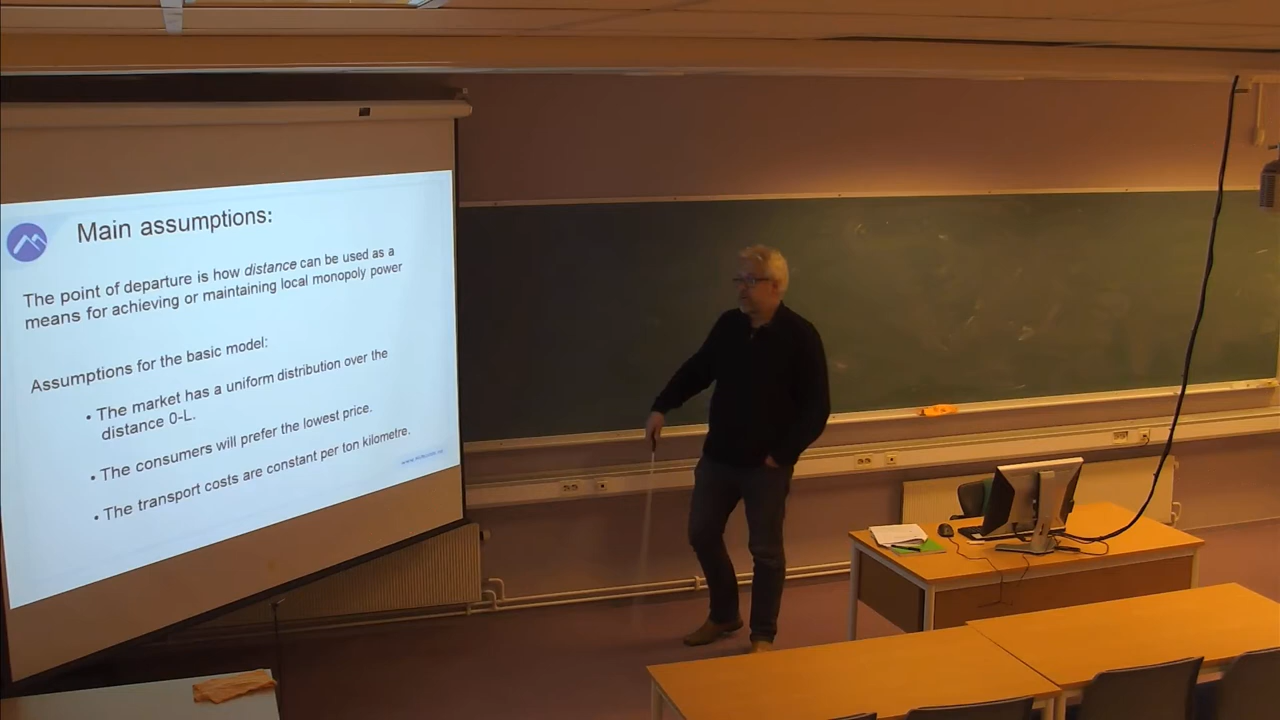 Main assumptions:
The point of departure is how distance can be used as a
means for achieving or maintaining local monopoly power
Assumptions for the basic model:
• The market has a uniform distribution over the
distance 0-L.
• The consumers will prefer the lowest price.
• The transport costs are constant per ton kilometre.